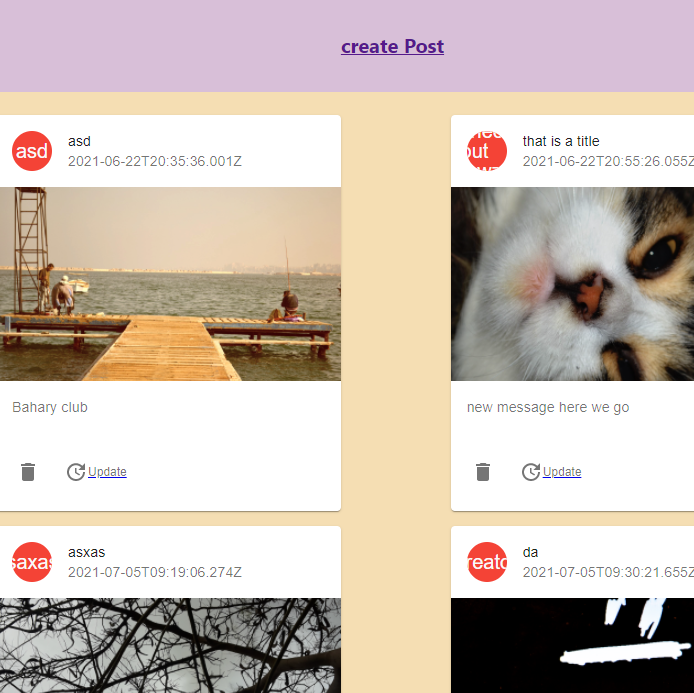 create Post
asd
asd
2021-06-22T20:35:36.001Z
out
that is a title
2021-06-22T20:55:26.055Z
Bahary club
new message here we go
Update
Update
saxas
asxas
2021-07-05T09:19:06.274Z
reato
da
2021-07-05T09:30:21.655Z